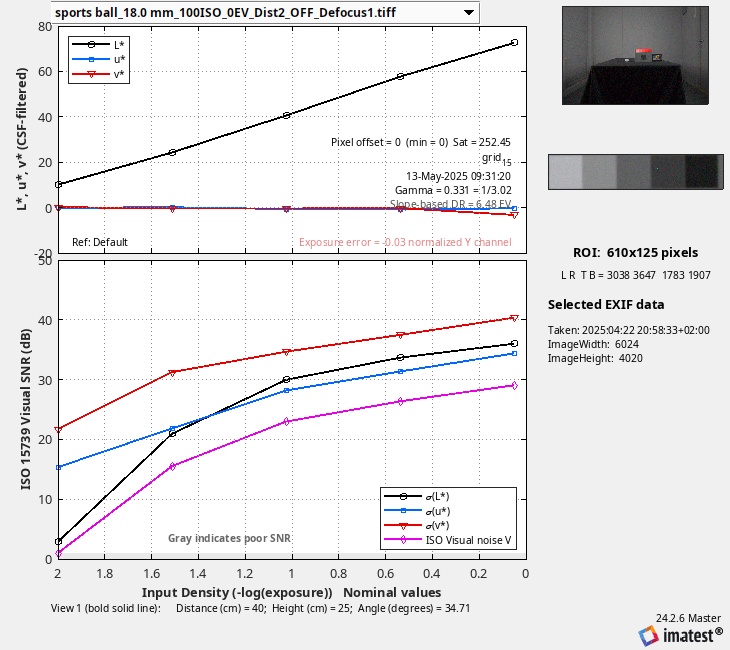 sports ball_18.0 mm_100ISO_0EV_Dist2_OFF_Defocus1.tiff
L*, u*, v* (CSF-filtered)
80
60
40
20
0
-20
L*
u*
v*
Pixel offset = 0 (min = 0) Sat = 252.45
grid_15
13-May-2025 09:31:20
Gamma = 0.331 = 1/3.02
Slope-based DR = 6.48 EV
Ref: Default
Exposure error = -0.03 normalized Y channel
ISO 15739 Visual SNR (dB)
50
40
30
20
10
0
σ(L*)
σ(u*)
σ(v*)
ISO Visual noise V
Gray indicates poor SNR
2 1.8 1.6 1.4 1.2 1 0.8 0.6 0.4 0.2 0
Input Density (-log(exposure)) Nominal values
View 1 (bold solid line): Distance (cm) = 40; Height (cm) = 25; Angle (degrees) = 34.71
ROI: 610x125 pixels
L R T B = 3038 3647 1783 1907
Selected EXIF data
Taken: 2025:04:22 20:58:33+02:00
ImageWidth: 6024
ImageHeight: 4020
24.2.6 Master
imatest®